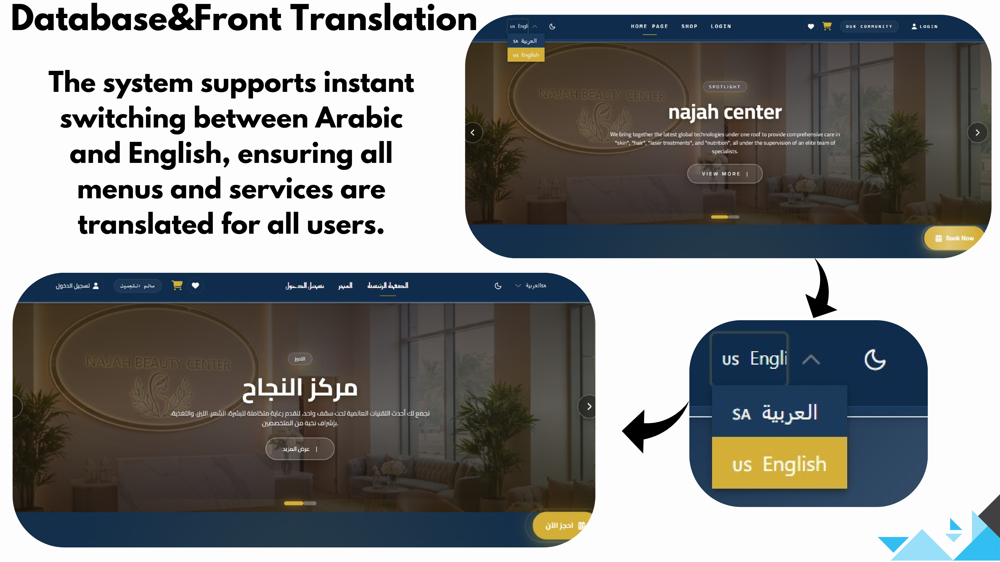 Database&Front Translation
The system supports instant
switching between Arabic
and English, ensuring all
menus and services are
translated for all users.
us Engli
HOME PAGE SHOP LOGIN
OUR COMMUNITY
LOGIN
SA العربية
us English
NAJAH BEAUTY CENTER
SPOTLIGHT
najah center
We bring together the latest global technologies under one roof to provide comprehensive care in
*skin*, *hair*, *laser treatments*, and *nutrition*, all under the supervision of an elite team of
specialists.
VIEW MORE |
Book Now
SAالعربية
الصفحة الرئيسية المتجر تسجيل الدخول
عالم التجميل
تسجيل الدخول
NAJAH BEAUTY CENTER
التميز
مركز النجاح
نجمع لك أحدث التقنيات العالمية تحت سقف واحد، لنقدم رعاية متكاملة للبشرة، الشعر، الليزر، والتغذية،
بإشراف نخبة من المتخصصين.
| عرض المزيد
احجز الآن
us Engli
SA العربية
us English